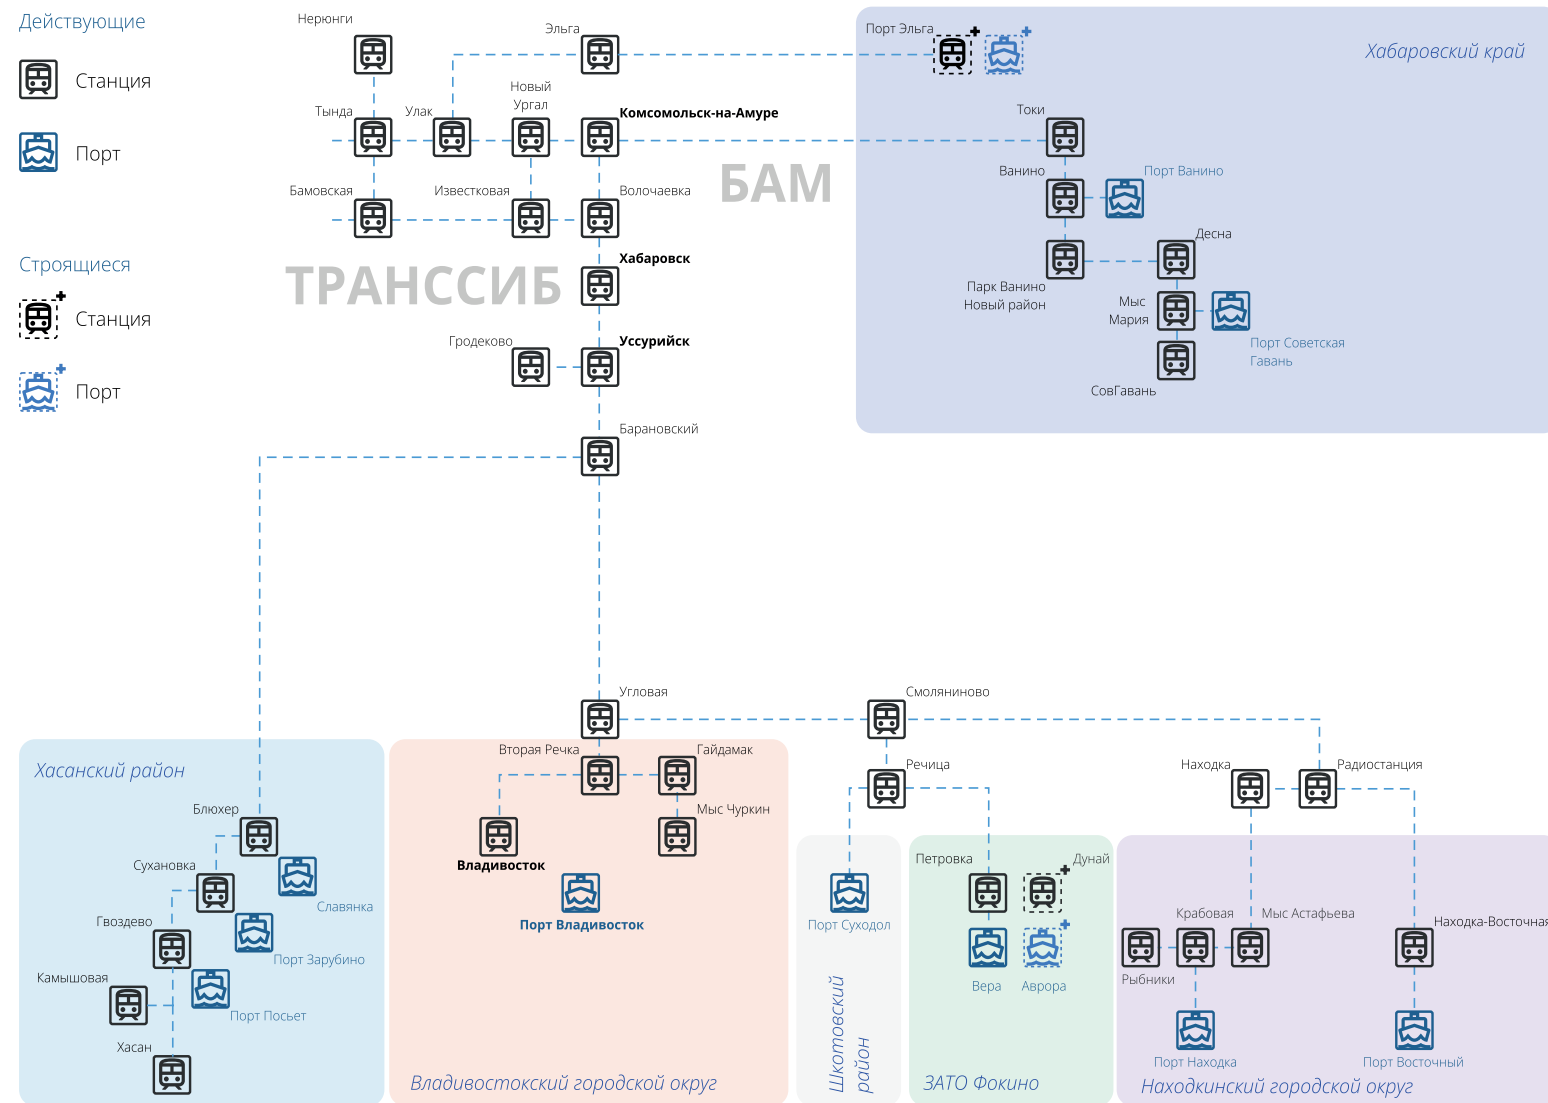 Действующие
Станция
Порт
Строящиеся
Станция
Порт
Нерюнги
Эльга
Порт Эльга
Хабаровский край
Новый
Ургал
Тында
Улак
Комсомольск-на-Амуре
Токи
БАМ
Ванино
Порт Ванино
Бамовская
Известковая
Волочаевка
Десна
Хабаровск
ТРАНССИБ
Парк Ванино
Новый район
Мыс
Мария
Гродеково
Уссурийск
Порт Советская
Гавань
СовГавань
Барановский
Угловая
Смоляниново
Хасанский район
Вторая Речка
Гайдамак
Речица
Находка
Радиостанция
Блюхер
Мыс Чуркин
Сухановка
Владивосток
Петровка
Дунай
Славянка
Гвоздево
Порт Владивосток
Порт Суходол
Крабовая
Мыс Астафьева
Находка-Восточная
Порт Зарубино
Камышовая
Вера
Аврора
Рыбники
Порт Посьет
Хасан
Порт Находка
Порт Восточный
Владивостокский городской округ
Шкотовский
район
ЗАТО Фокино
Находкинский городской округ